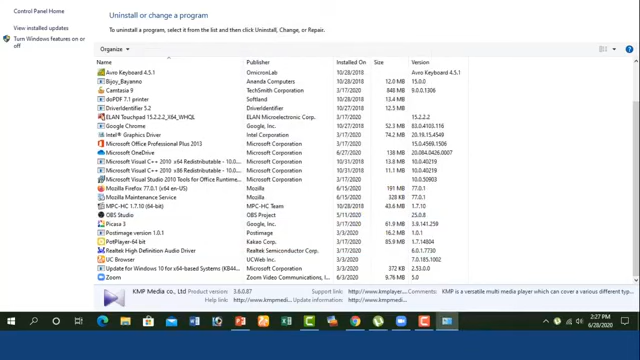 Control Panel Home
Uninstall or change a program
View installed updates
Turn Windows features on or off
To uninstall a program, select it from the list and then click Uninstall, Change, or Repair.
Organize
Name Publisher Installed On Size Version
Avro Keyboard 4.5.1 OmicronLab 10/28/2018 Avro Keyboard 4.5.1
Bijoy_Bayanno Ananda Computers 10/28/2018 12.0 MB 15.0.0
Camtasia 9 TechSmith Corporation 3/17/2020 848 MB 9.0.0.1306
doPDF 7.1 printer Softland 10/28/2018 13.4 MB
DriverIdentifier 5.2 DriverIdentifier 10/27/2018 12.5 MB
ELAN Touchpad 15.2.2.2_X64_WHQL ELAN Microelectronic Corp. 3/17/2020 15.2.2.2
Google Chrome Google, Inc. 10/27/2018 52.3 MB 83.0.4103.116
Intel® Graphics Driver Intel Corporation 3/17/2020 74.2 MB 20.19.15.4549
Microsoft Office Professional Plus 2013 Microsoft Corporation 3/17/2020 15.0.4569.1506
Microsoft OneDrive Microsoft Corporation 6/27/2020 138 MB 20.084.0426.0007
Microsoft Visual C++ 2010 x64 Redistributable - 10.0.... Microsoft Corporation 10/31/2018 13.8 MB 10.0.40219
Microsoft Visual C++ 2010 x86 Redistributable - 10.0.... Microsoft Corporation 10/31/2018 11.1 MB 10.0.40219
Microsoft Visual Studio 2010 Tools for Office Runtime... Microsoft Corporation 3/17/2020 10.0.50903
Mozilla Firefox 77.0.1 (x64 en-US) Mozilla 6/15/2020 191 MB 77.0.1
Mozilla Maintenance Service Mozilla 6/15/2020 328 KB 77.0.1
MPC-HC 1.7.10 (64-bit) MPC-HC Team 10/28/2018 43.6 MB 1.7.10
OBS Studio OBS Project 5/11/2020 25.0.8
Picasa 3 Google, Inc. 3/17/2020 61.9 MB 3.9.141.259
Postimage version 1.0.1 Postimage 3/3/2020 16.2 MB 1.0.1
PotPlayer-64 bit Kakao Corp. 3/17/2020 85.9 MB 1.7.14804
Realtek High Definition Audio Driver Realtek Semiconductor Corp. 3/17/2020 6.0.1.7730
UC Browser UCWeb Inc. 3/17/2020 7.0.185.1002
Update for Windows 10 for x64-based Systems (KB44... Microsoft Corporation 3/3/2020 372 KB 2.53.0.0
Zoom Zoom Video Communications, I... 6/28/2020 9.76 MB 5.0
KMP Media co., Ltd Product version: 3.6.0.87 Support link: http://www.kmplayer.... Comments: KMP is a versatile multi media player which can cover a various different typ...
Help link: http://www.kmpmedi... Update information: http://www.kmpmedi...
2:27 PM
6/28/2020